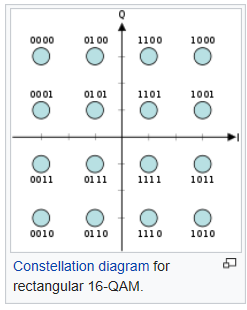 Q
0000 0100 1100 1000
0001 0101 1101 1001
I
0011 0111 1111 1011
0010 0110 1110 1010
Constellation diagram for
rectangular 16-QAM.